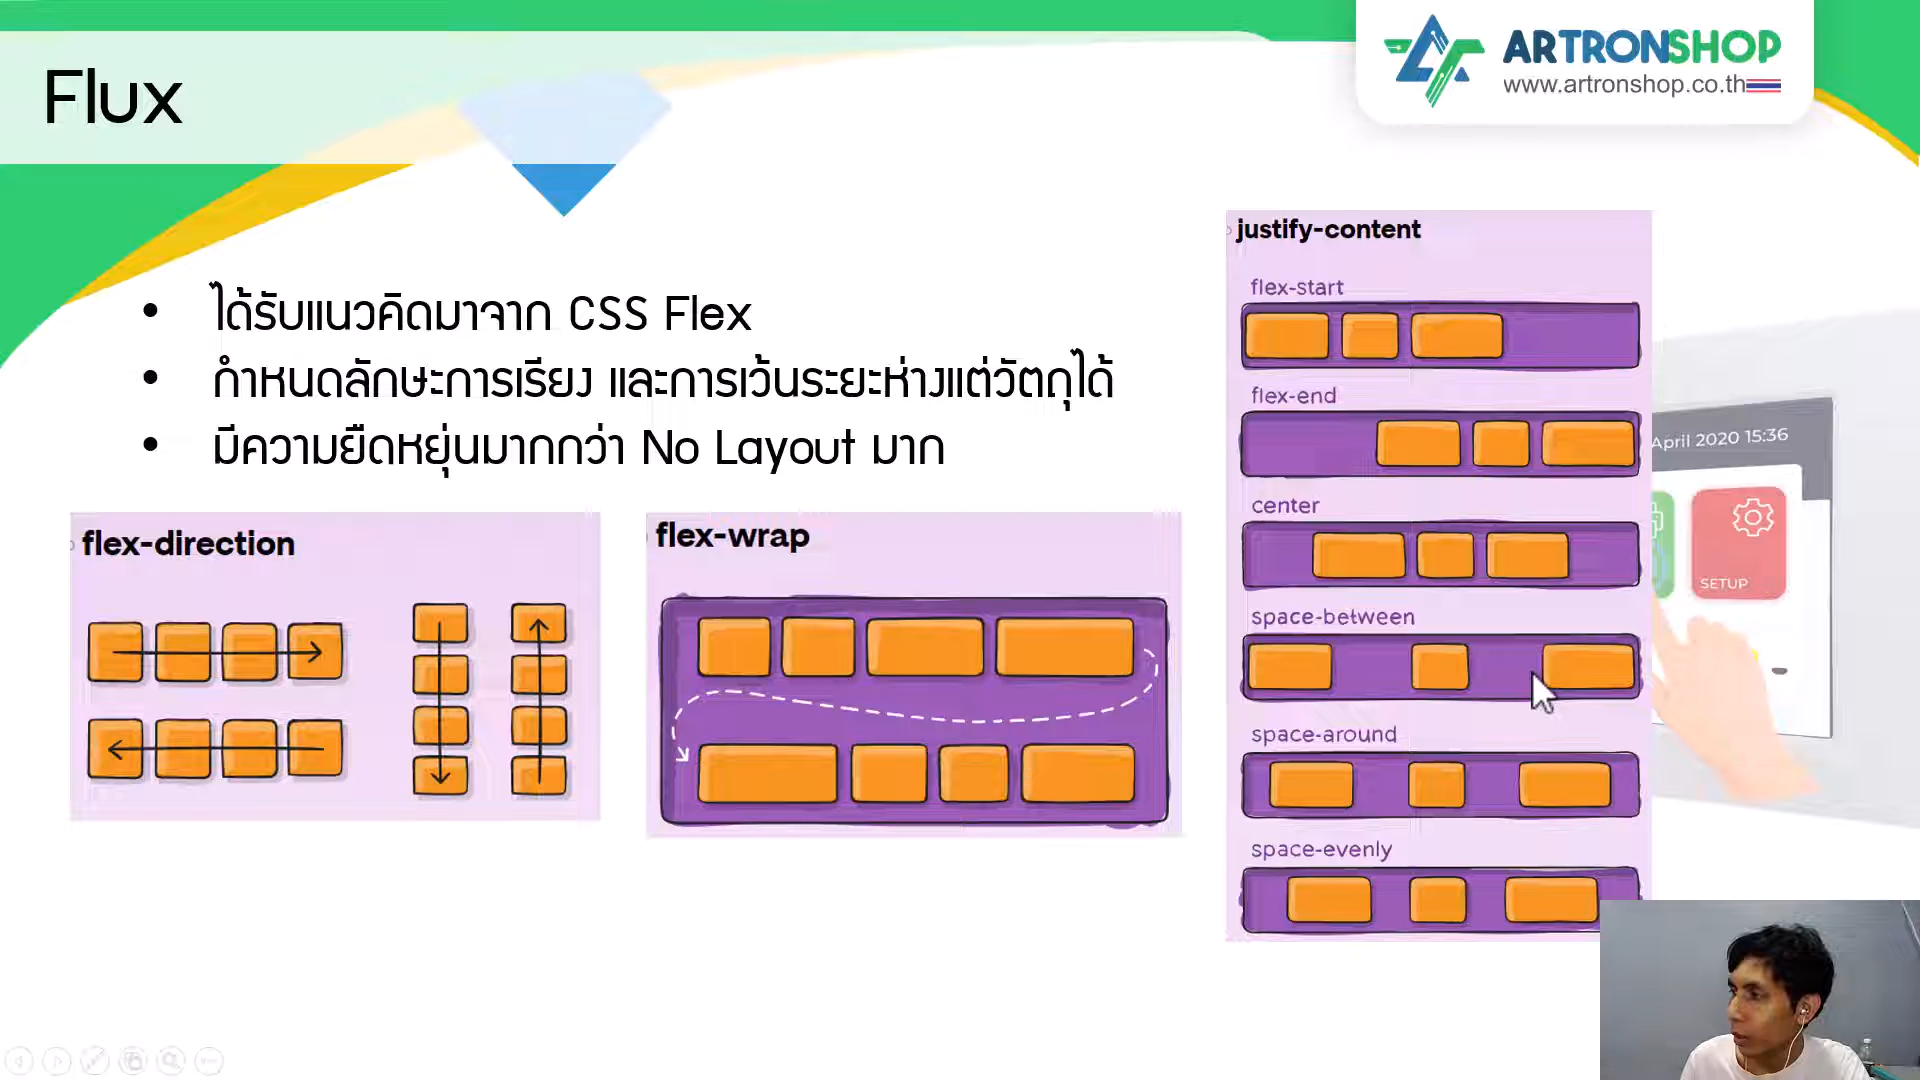 Flux
ARTRONSHOP
www.artronshop.co.th
• ได้รับแนวคิดมาจาก CSS Flex
• กำหนดลักษะการเรียง และการเว้นระยะห่างแต่วัตถุได้
• มีความยืดหยุ่นมากกว่า No Layout มาก
flex-direction
flex-wrap
justify-content
flex-start
flex-end
center
space-between
space-around
space-evenly
April 2020 15:36
SETUP